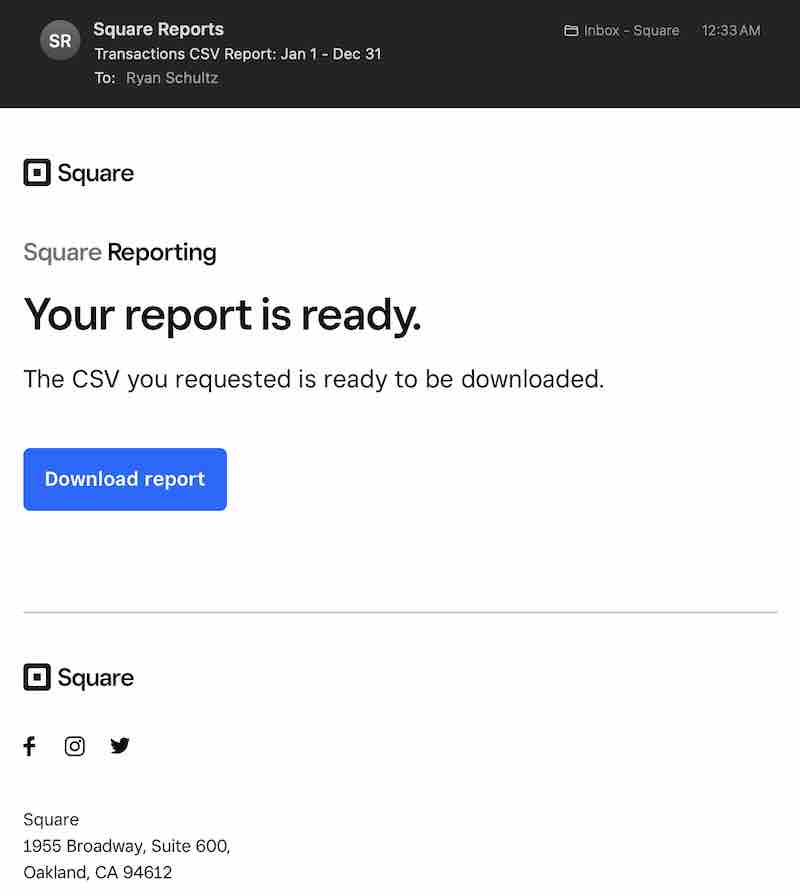 SR
Square Reports
Inbox - Square
12:33 AM
Transactions CSV Report: Jan 1 - Dec 31
To: Ryan Schultz
Square
Square Reporting
Your report is ready.
The CSV you requested is ready to be downloaded.
Download report
Square
Square
1955 Broadway, Suite 600,
Oakland, CA 94612